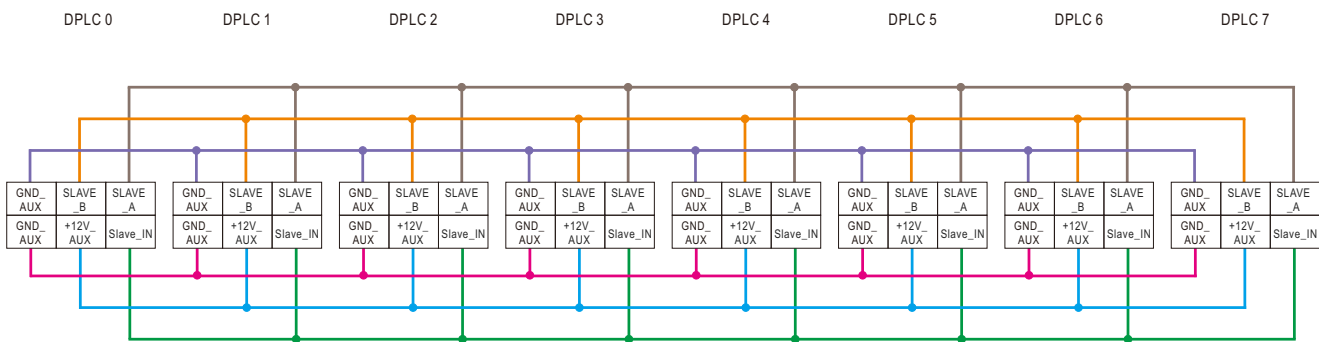 DPLC 0 DPLC 1 DPLC 2 DPLC 3 DPLC 4 DPLC 5 DPLC 6 DPLC 7
GND_ SLAVE SLAVE GND_ SLAVE SLAVE GND_ SLAVE SLAVE GND_ SLAVE SLAVE GND_ SLAVE SLAVE GND_ SLAVE SLAVE GND_ SLAVE SLAVE GND_ SLAVE SLAVE
AUX _B _A AUX _B _A AUX _B _A AUX _B _A AUX _B _A AUX _B _A AUX _B _A AUX _B _A
GND_ +12V_ Slave_IN GND_ +12V_ Slave_IN GND_ +12V_ Slave_IN GND_ +12V_ Slave_IN GND_ +12V_ Slave_IN GND_ +12V_ Slave_IN GND_ +12V_ Slave_IN GND_ +12V_ Slave_IN
AUX AUX AUX AUX AUX AUX AUX AUX AUX AUX AUX AUX AUX AUX AUX AUX